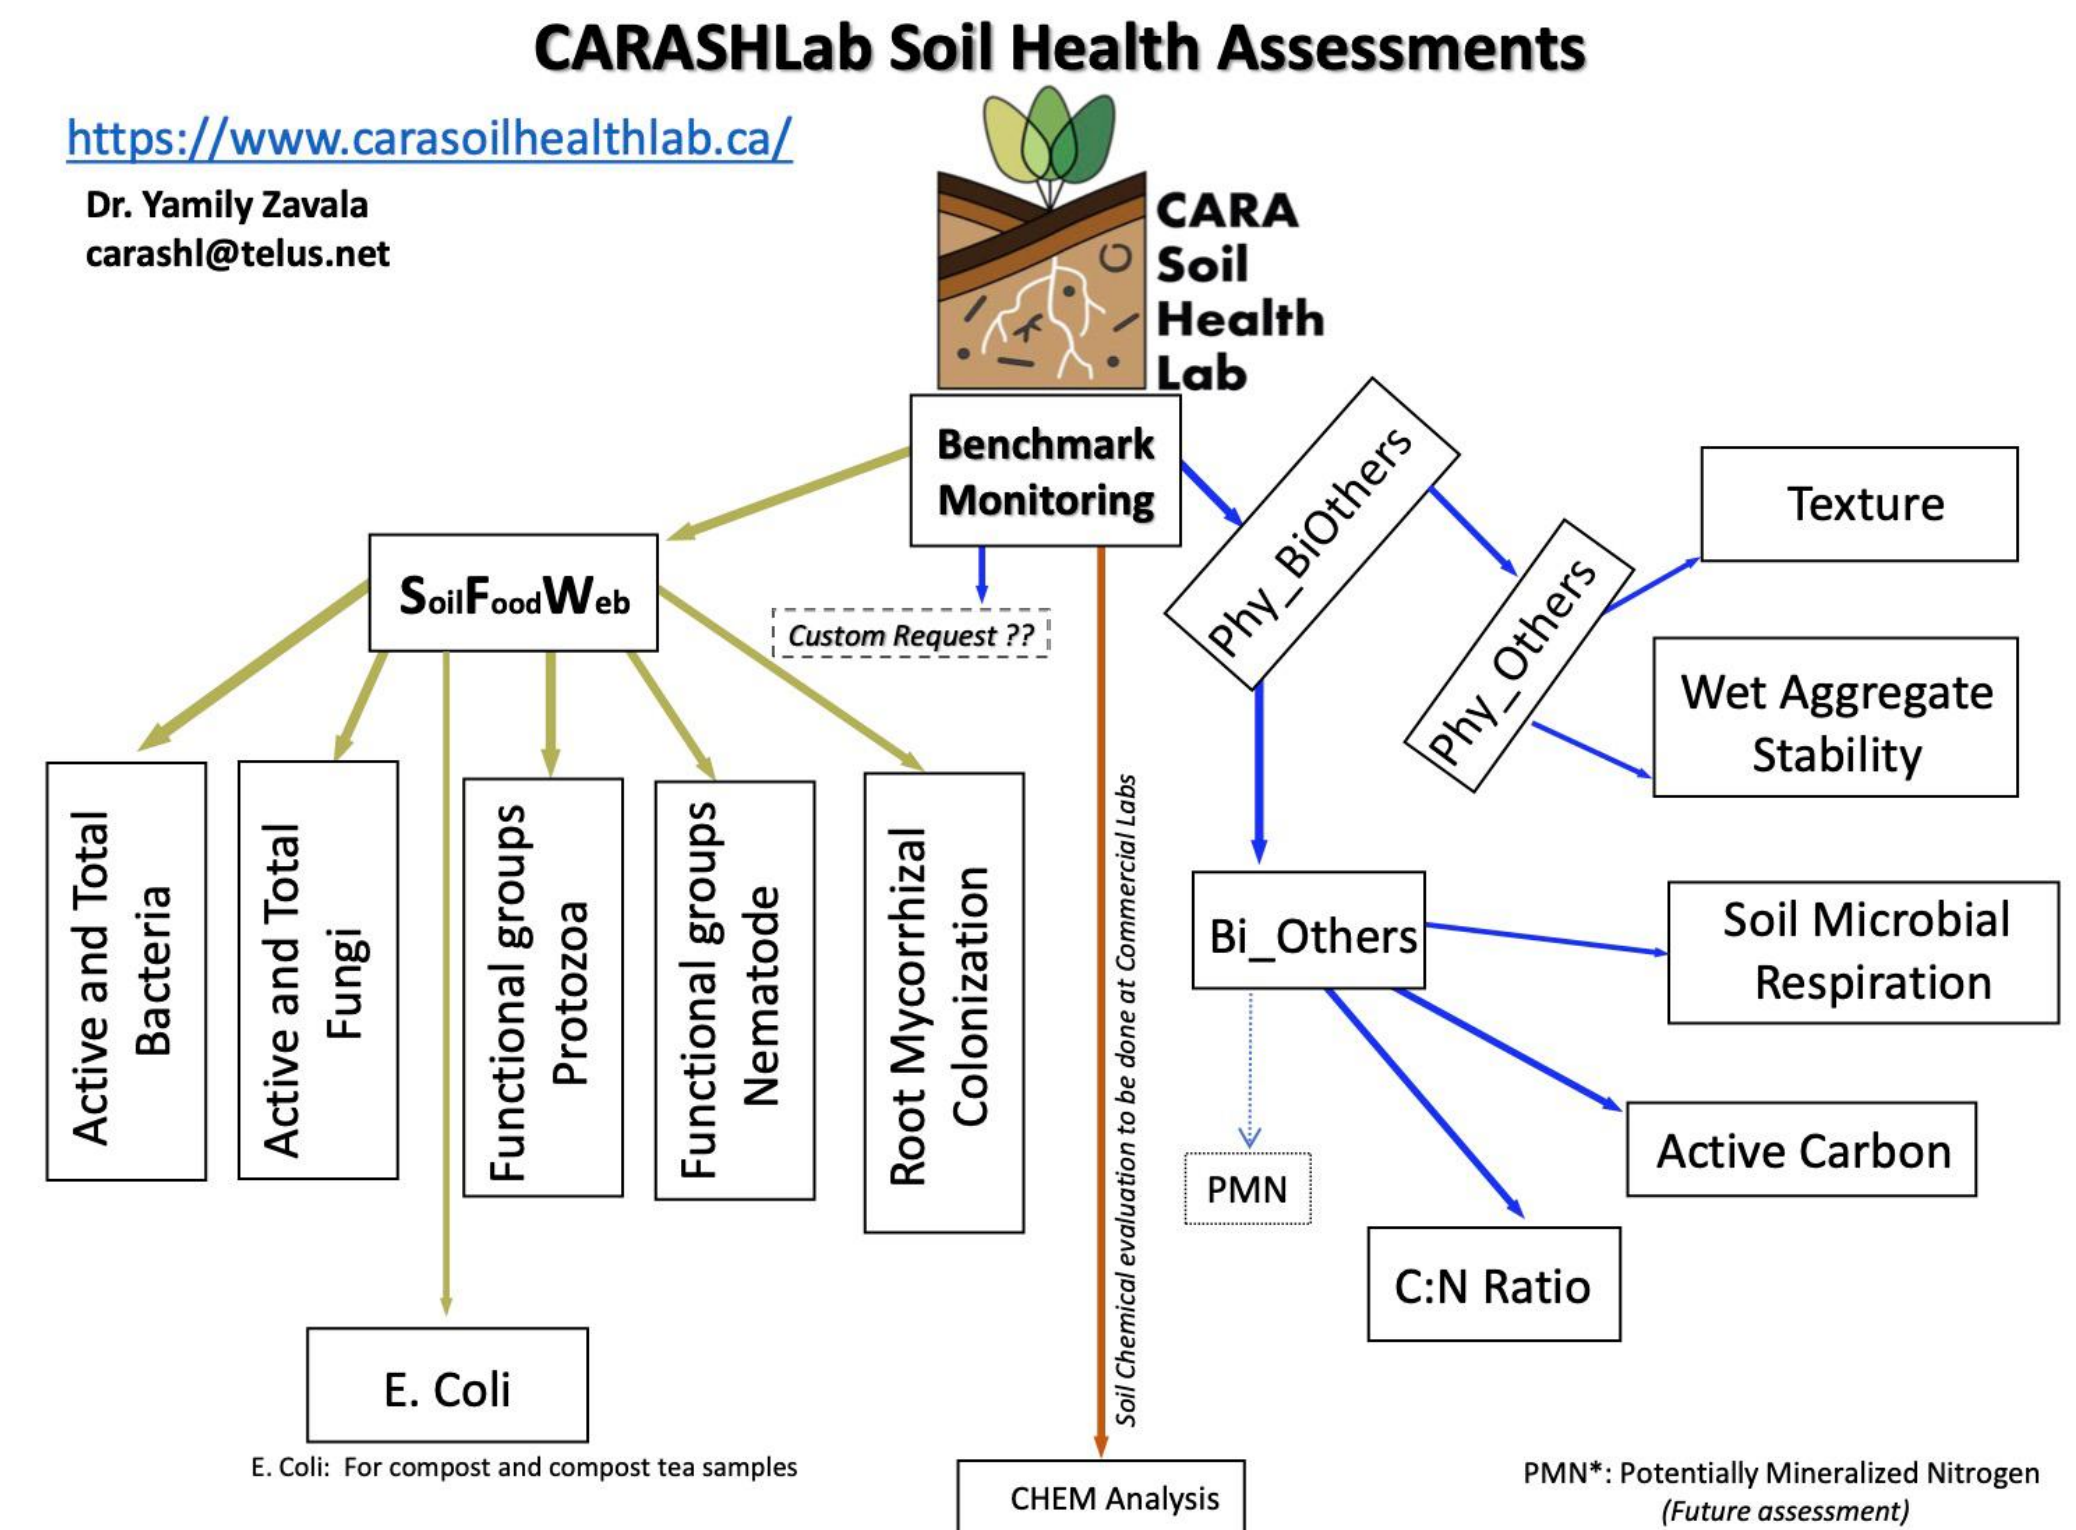 CARASHLab Soil Health Assessments
https://www.carasoilhealthlab.ca/
Dr. Yamily Zavala
carashl@telus.net
CARA
Soil
Health
Lab
Benchmark
Monitoring
SoilFoodWeb
Custom Request ??
Phy_BiOthers
Phy_Others
Texture
Wet Aggregate
Stability
Active and Total
Bacteria
Active and Total
Fungi
Functional groups
Protozoa
Functional groups
Nematode
Root Mycorrhizal
Colonization
Soil Chemical evaluation to be done at Commercial Labs
Bi_Others
Soil Microbial
Respiration
Active Carbon
PMN
C:N Ratio
E. Coli
E. Coli: For compost and compost tea samples
CHEM Analysis
PMN*: Potentially Mineralized Nitrogen
(Future assessment)